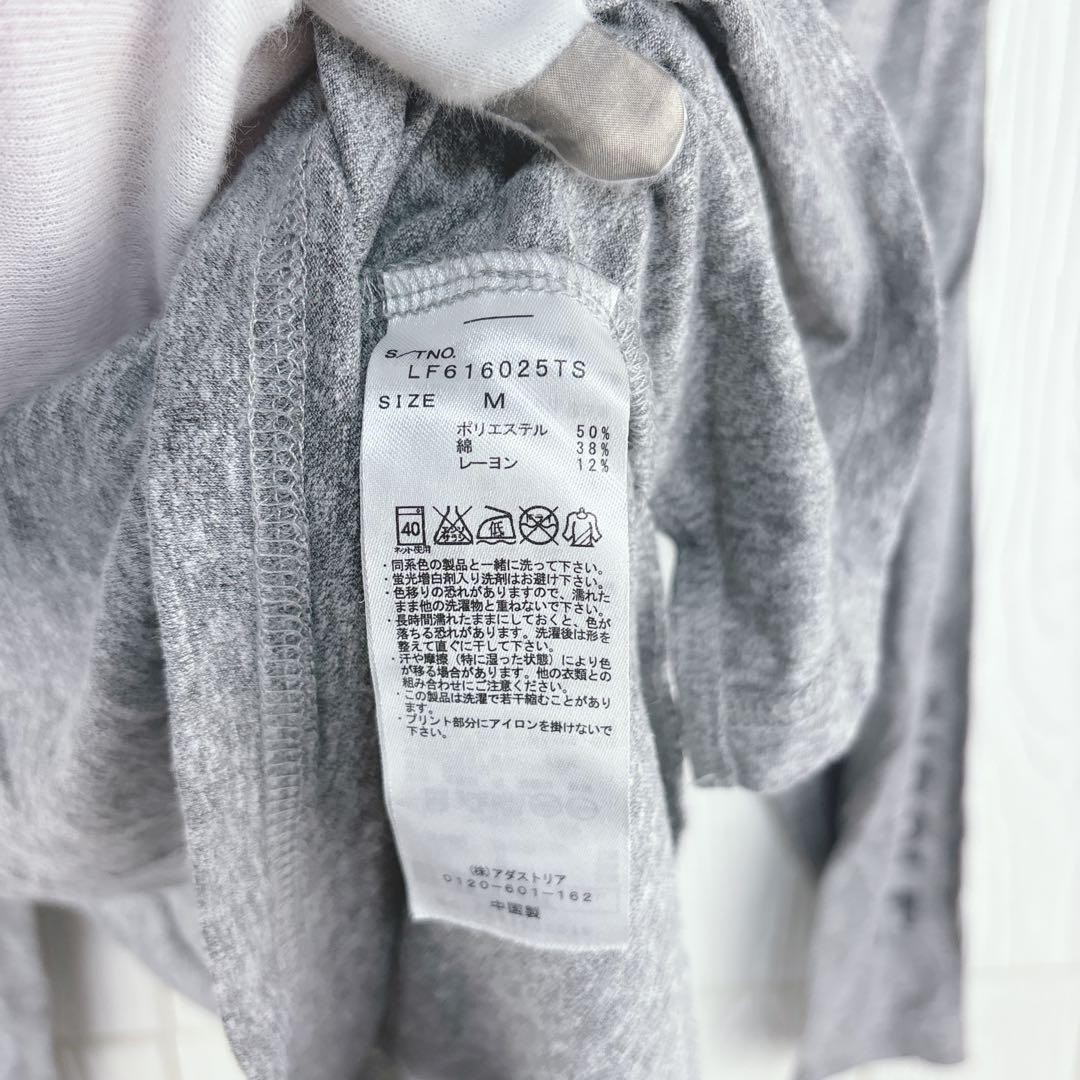 S/TNO.
LF616025TS
SIZE M
ポリエステル 50%
綿 38%
レーヨン 12%
40 低
ネット使用
・同系色の製品と一緒に洗って下さい。
・蛍光増白剤入り洗剤はお避け下さい。
・色移りの恐れがありますので、濡れた
まま他の洗濯物と重ねないで下さい。
・長時間濡れたままにしておくと、色が
落ちる恐れがあります。洗濯後は形を
整えて直ぐに干して下さい。
・汗や摩擦（特に湿った状態）により色
が移る場合があります。他の衣類との
組み合わせにご注意ください。
・この製品は洗濯で若干縮むことがあり
ます。
・プリント部分にアイロンを掛けないで
下さい。
(株)アダストリア
0120-601-162
中国製